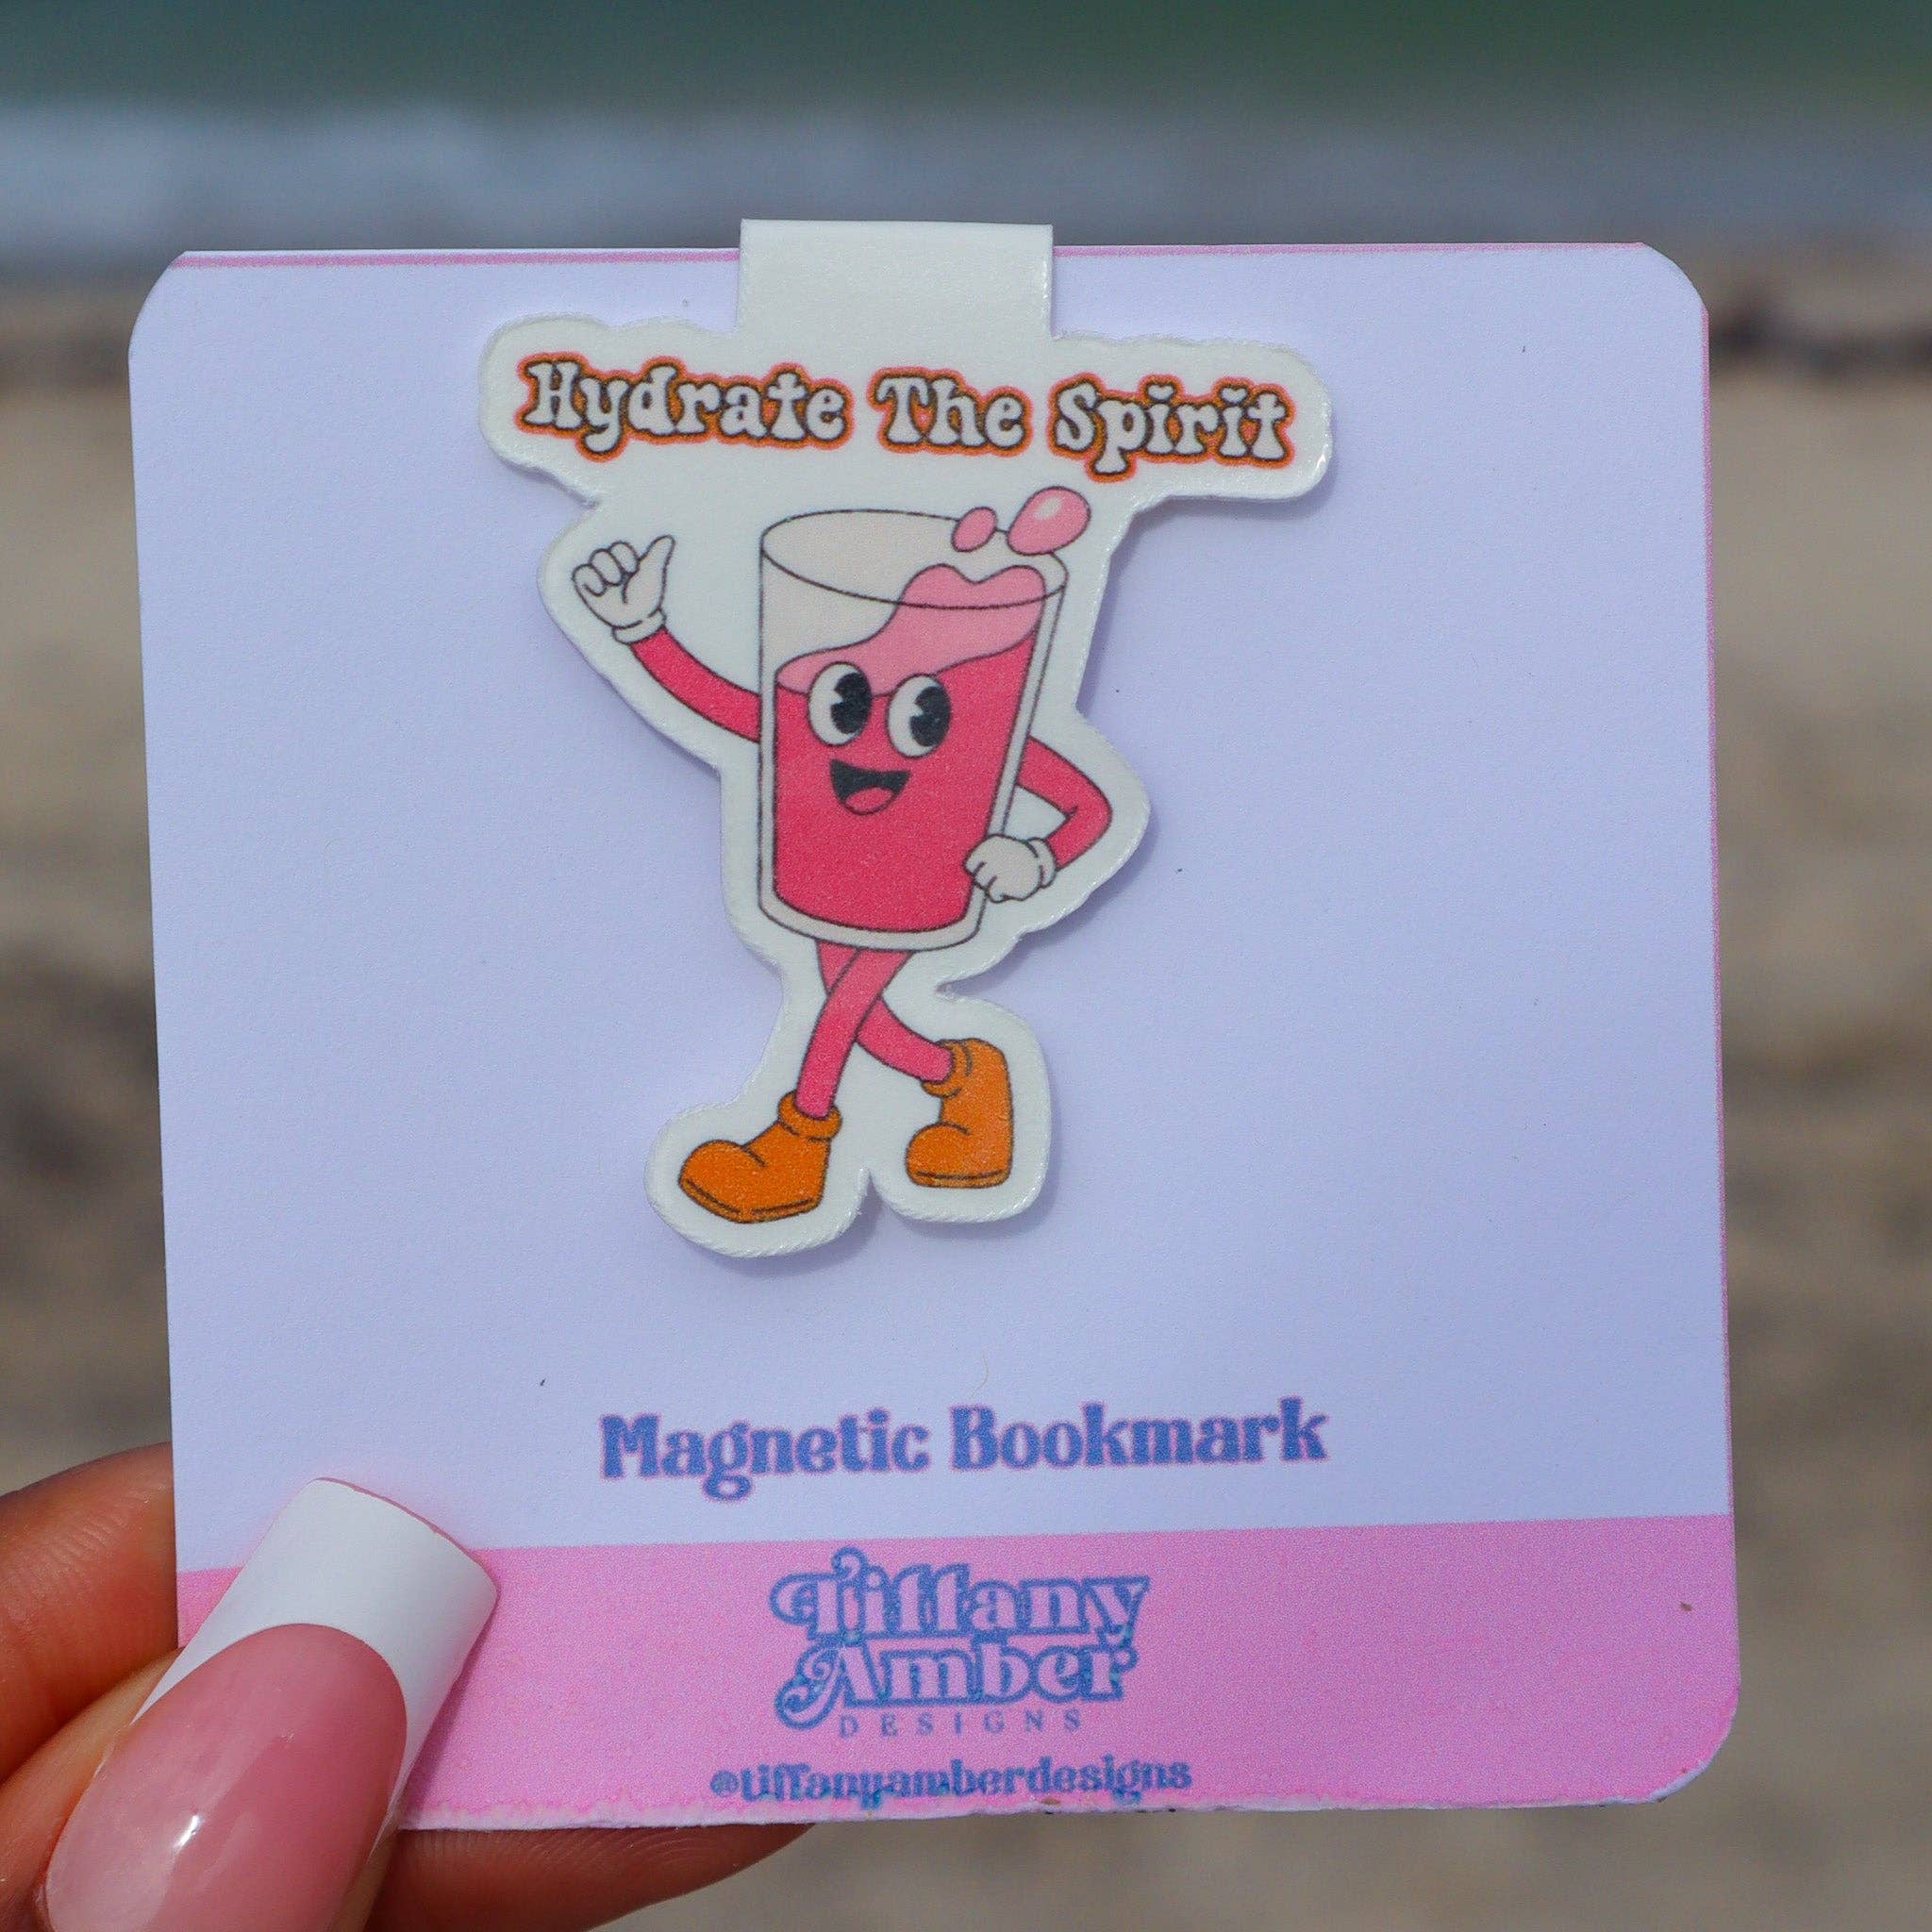 Hydrate The Spirit
Magnetic Bookmark
Tiffany
Amber
DESIGNS
@tiffanyamberdesigns